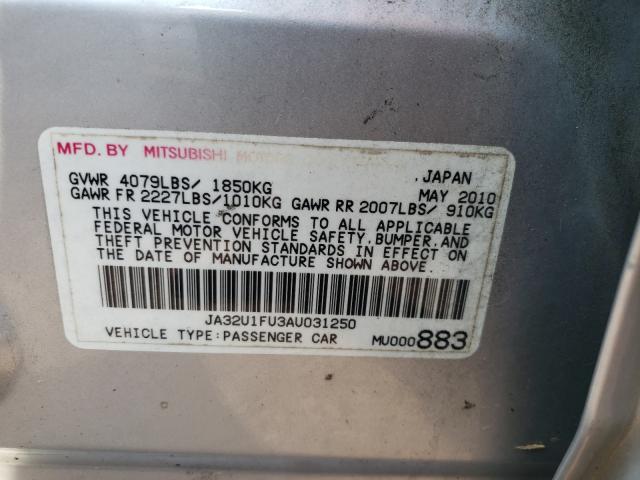 MFD. BY MITSUBISHI MOTORS
. JAPAN
GVWR 4079LBS/ 1850KG MAY 2010
GAWR FR 2227LBS/1010KG GAWR RR 2007LBS/ 910KG
THIS VEHICLE CONFORMS TO ALL APPLICABLE
FEDERAL MOTOR VEHICLE SAFETY, BUMPER, AND
THEFT PREVENTION STANDARDS IN EFFECT ON
THE DATE OF MANUFACTURE SHOWN ABOVE.
JA32U1FU3AU031250
VEHICLE TYPE:PASSENGER CAR MU000883